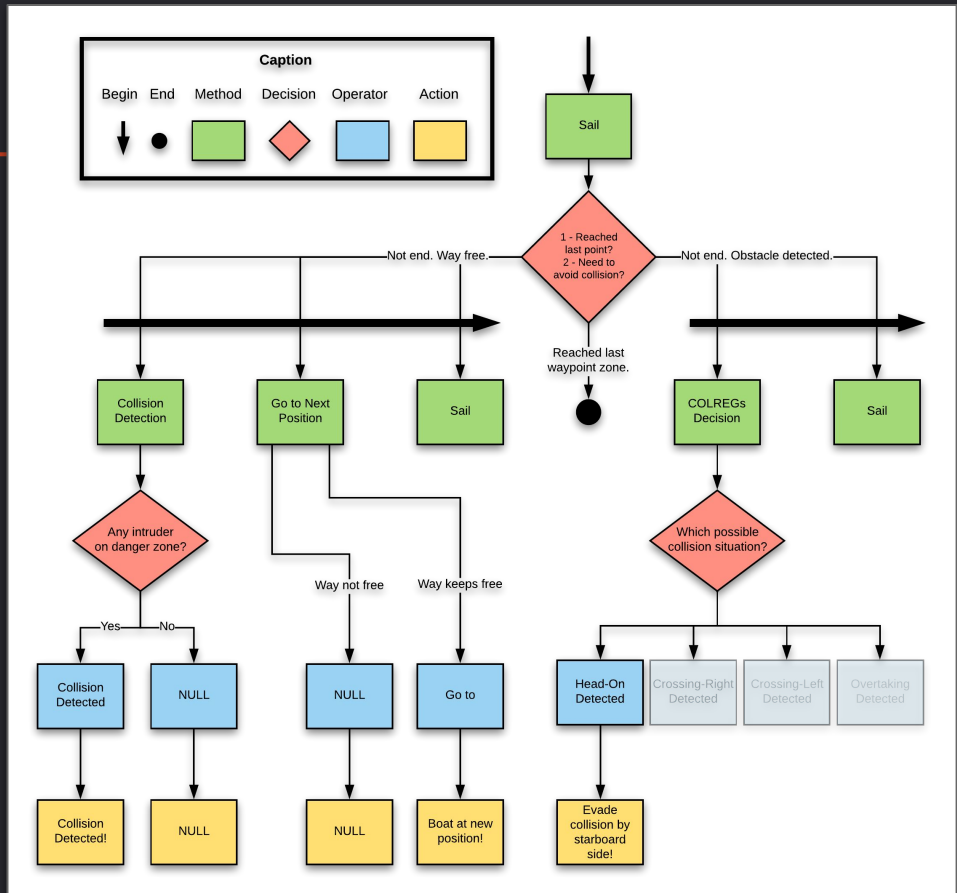 Caption
Begin End Method Decision Operator Action
Sail
1 - Reached
last point?
2 - Need to
avoid collision?
Not end. Way free.
Not end. Obstacle detected.
Reached last
waypoint zone.
Collision
Detection
Go to Next
Position
Sail
COLREGs
Decision
Sail
Any intruder
on danger zone?
Which possible
collision situation?
Way not free
Way keeps free
Yes
No
Collision
Detected
NULL
NULL
Go to
Head-On
Detected
Crossing-Right
Detected
Crossing-Left
Detected
Overtaking
Detected
Collision
Detected!
NULL
NULL
Boat at new
position!
Evade
collision by
starboard
side!